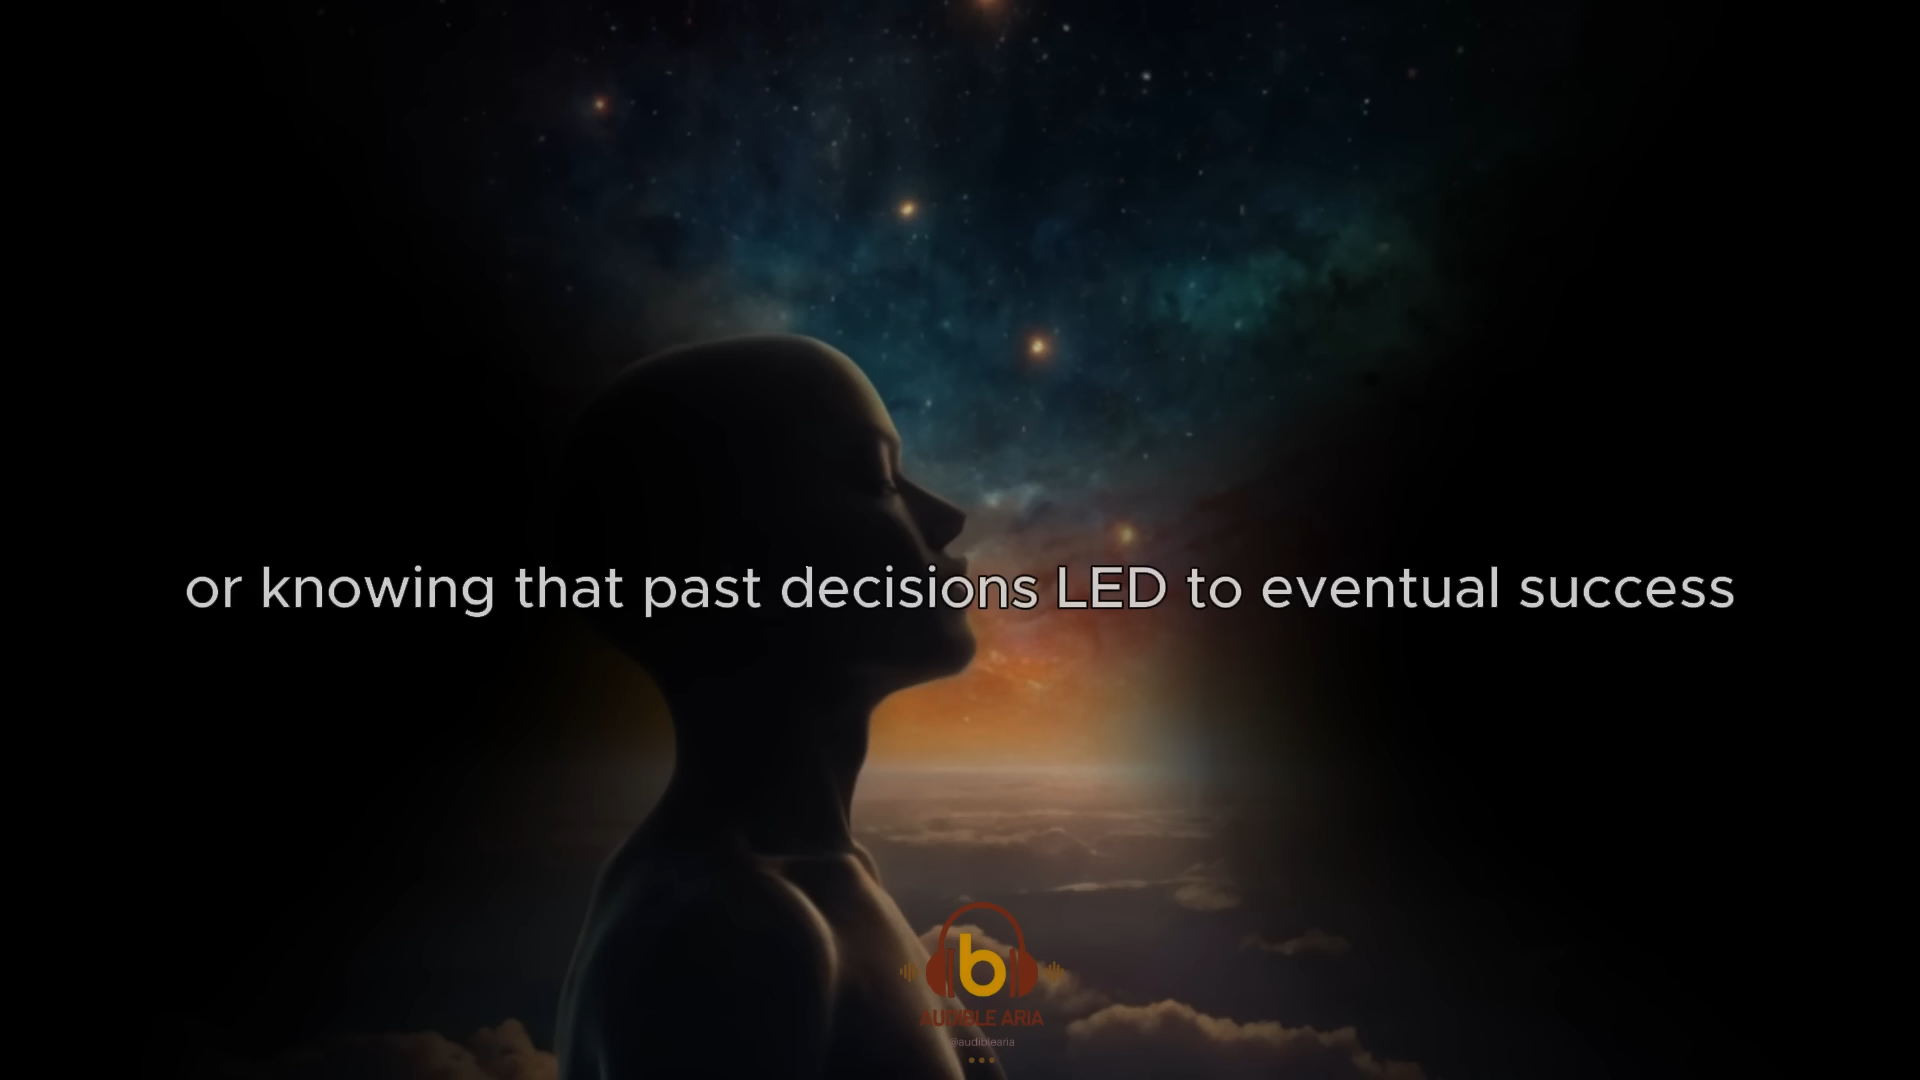 or knowing that past decisions LED to eventual success
b
AUDIBLE ARIA
@audiblearia